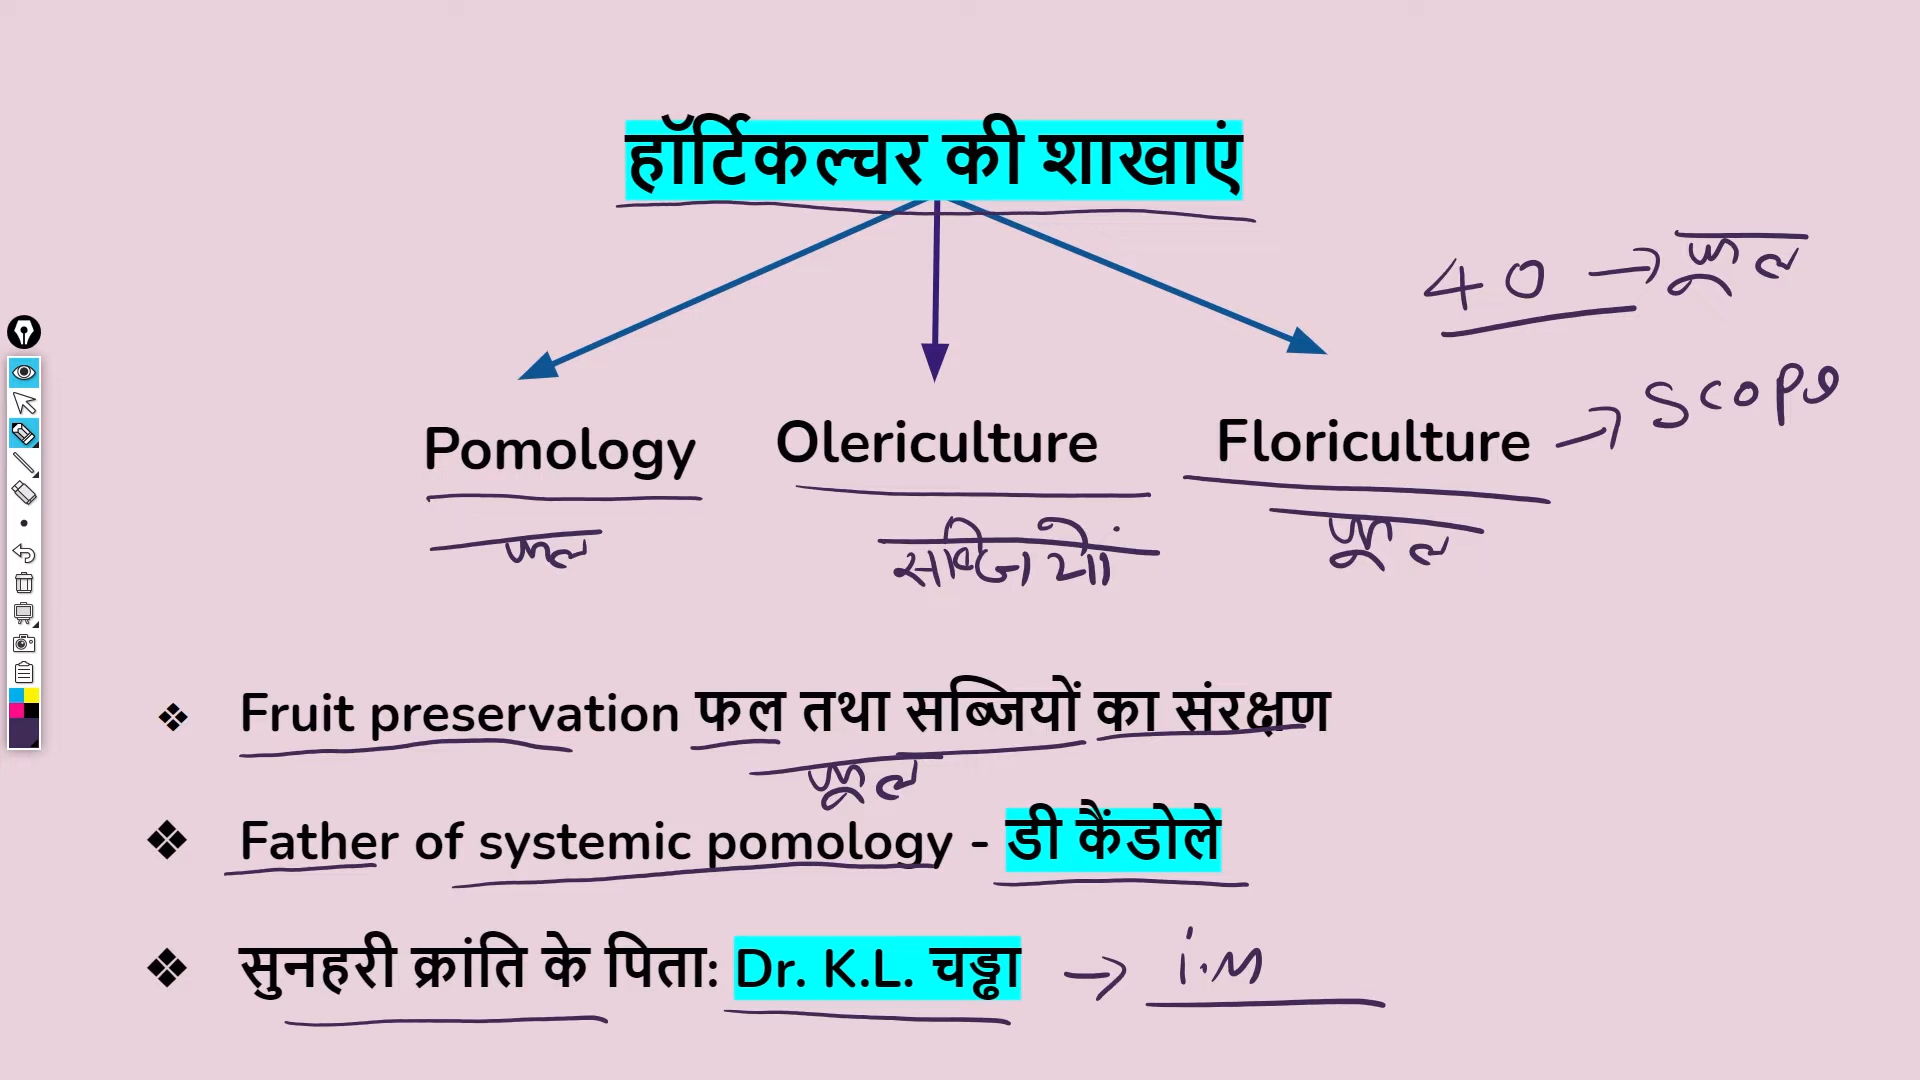 हॉर्टिकल्चर की शाखाएं
40 → फूल
Pomology Olericulture Floriculture → scope
फल सब्जियों फूल
❖ Fruit preservation फल तथा सब्जियों का संरक्षण
फूल
❖ Father of systemic pomology - डी कैंडोले
❖ सुनहरी क्रांति के पिता: Dr. K.L. चड्ढा → i.m